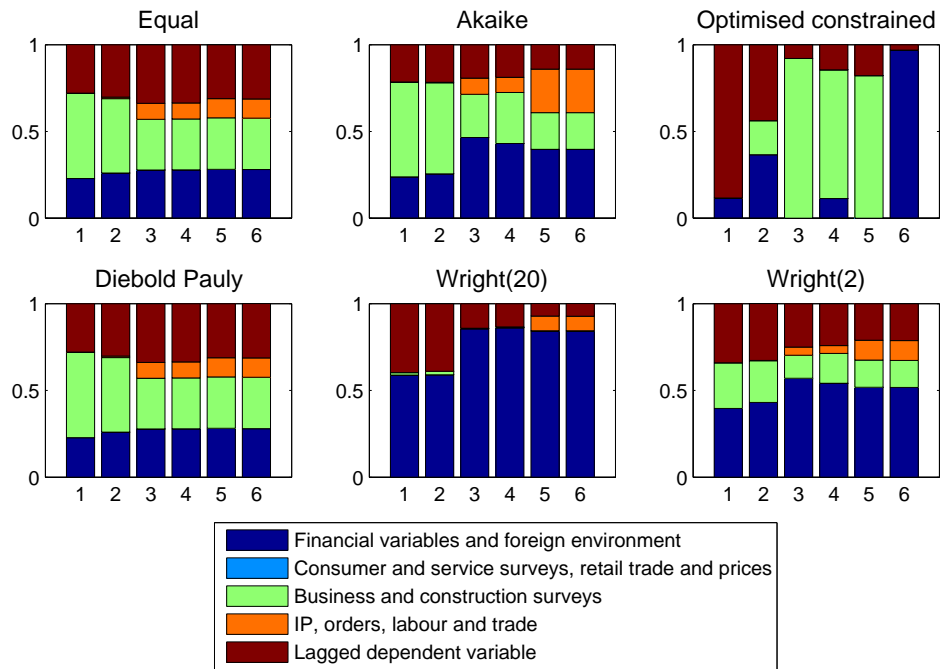 Equal
Akaike
Optimised constrained
1
0.5
0
1 2 3 4 5 6
1
0.5
0
1 2 3 4 5 6
1
0.5
0
1 2 3 4 5 6
Diebold Pauly
Wright(20)
Wright(2)
1
0.5
0
1 2 3 4 5 6
1
0.5
0
1 2 3 4 5 6
1
0.5
0
1 2 3 4 5 6
Financial variables and foreign environment
Consumer and service surveys, retail trade and prices
Business and construction surveys
IP, orders, labour and trade
Lagged dependent variable